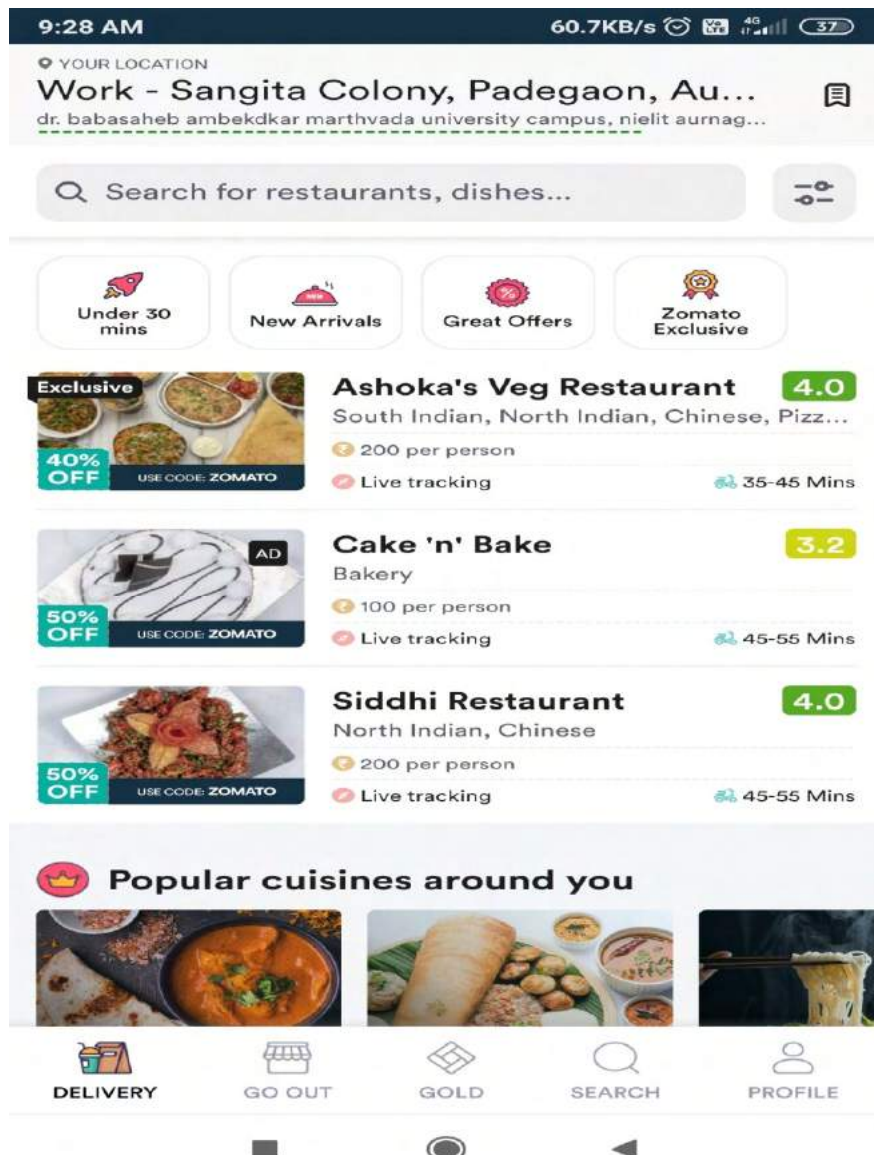 9:28 AM 60.7KB/s Vo LTE 4G 37
YOUR LOCATION
Work - Sangita Colony, Padegaon, Au...
dr. babasaheb ambekdkar marthvada university campus, nielit aurnag...
Search for restaurants, dishes...
Under 30 mins
New Arrivals
Great Offers
Zomato Exclusive
Exclusive
40% OFF
USE CODE: ZOMATO
Ashoka's Veg Restaurant 4.0
South Indian, North Indian, Chinese, Pizz...
₹ 200 per person
Live tracking 35-45 Mins
AD
50% OFF
USE CODE: ZOMATO
Cake 'n' Bake 3.2
Bakery
₹ 100 per person
Live tracking 45-55 Mins
50% OFF
USE CODE: ZOMATO
Siddhi Restaurant 4.0
North Indian, Chinese
₹ 200 per person
Live tracking 45-55 Mins
Popular cuisines around you
DELIVERY GO OUT GOLD SEARCH PROFILE